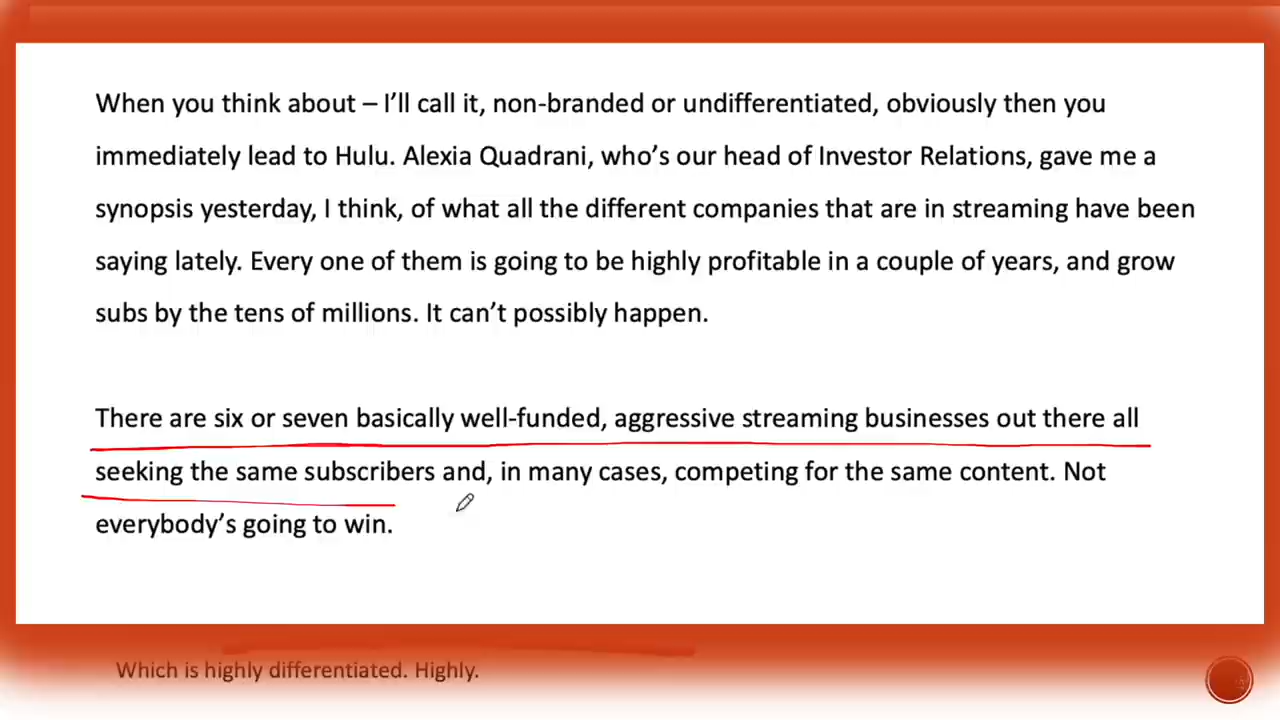 When you think about – I’ll call it, non-branded or undifferentiated, obviously then you
immediately lead to Hulu. Alexia Quadrani, who’s our head of Investor Relations, gave me a
synopsis yesterday, I think, of what all the different companies that are in streaming have been
saying lately. Every one of them is going to be highly profitable in a couple of years, and grow
subs by the tens of millions. It can’t possibly happen.
There are six or seven basically well-funded, aggressive streaming businesses out there all
seeking the same subscribers and, in many cases, competing for the same content. Not
everybody’s going to win.
Which is highly differentiated. Highly.